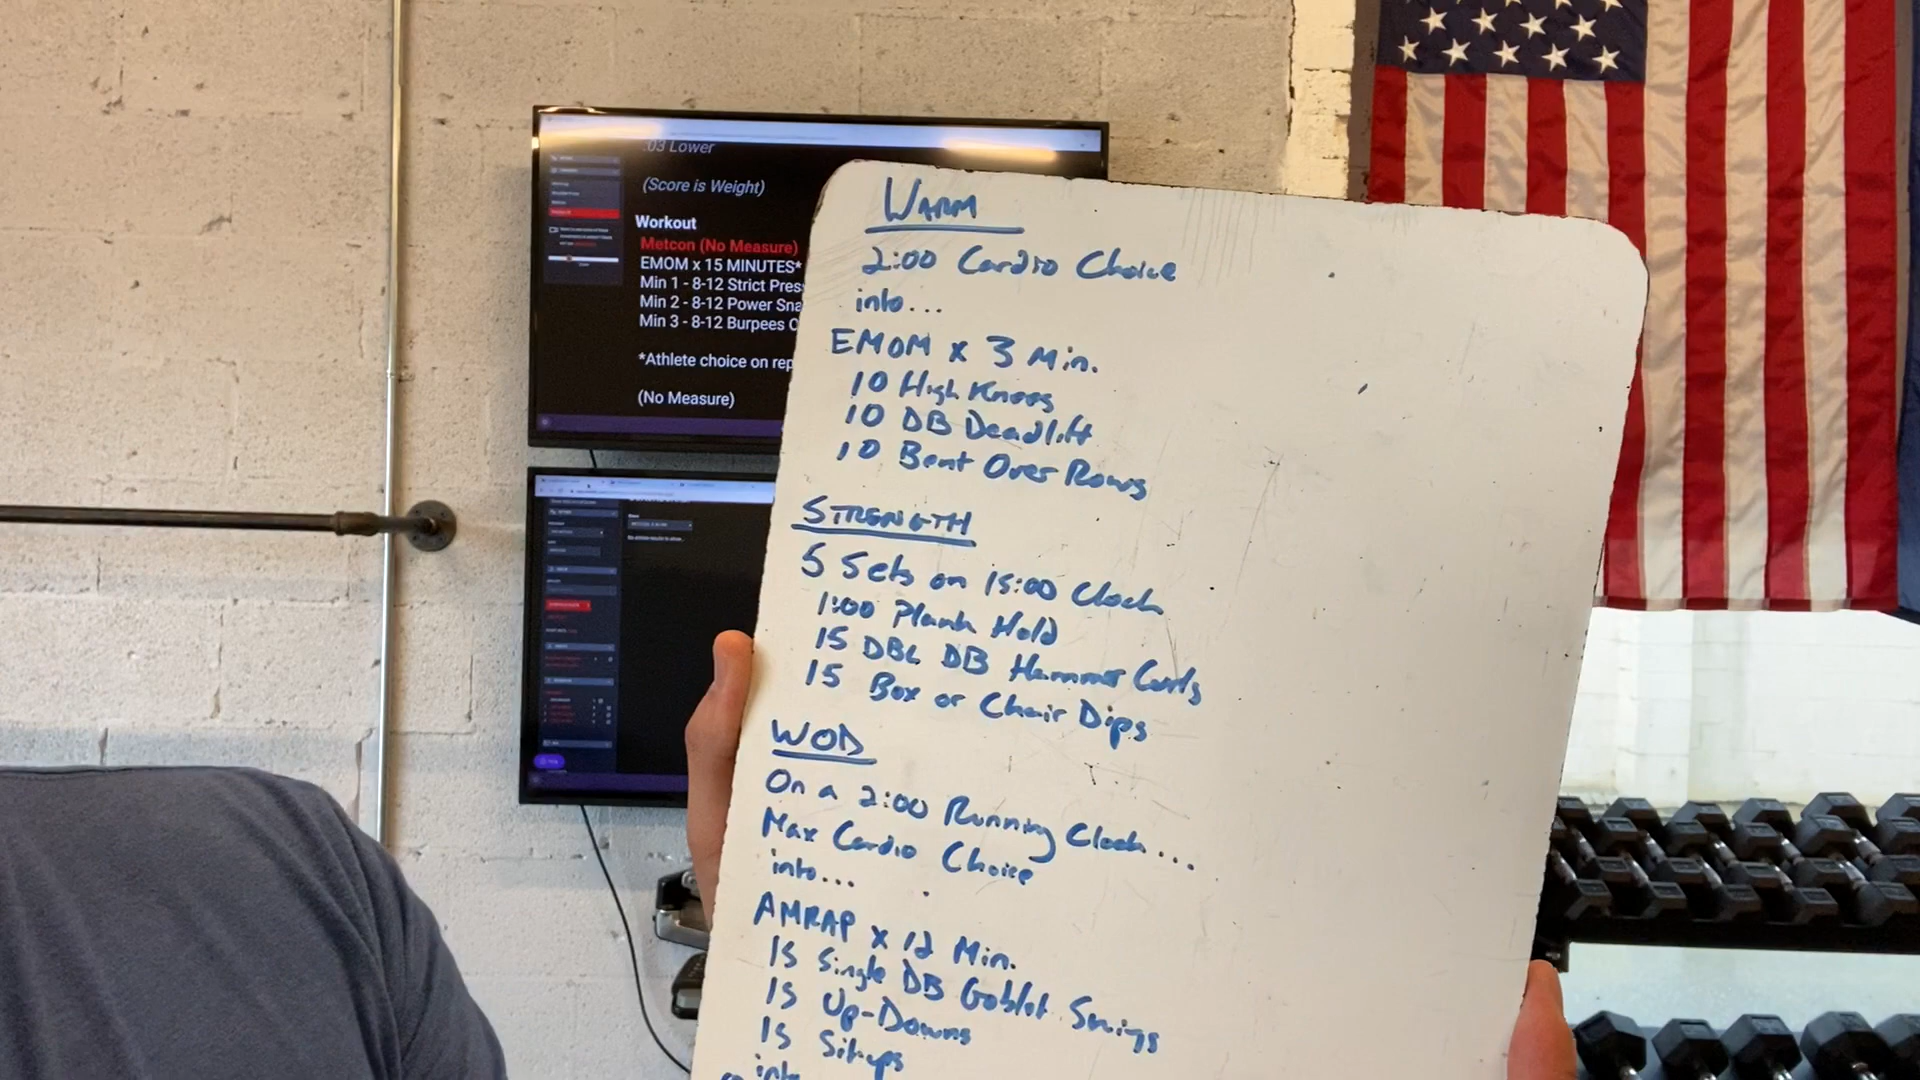 .03 Lower
(Score is Weight)
Workout
Metcon (No Measure)
EMOM x 15 MINUTES*
Min 1 - 8-12 Strict Pres
Min 2 - 8-12 Power Sna
Min 3 - 8-12 Burpees O
*Athlete choice on rep
(No Measure)
WARM
2:00 Cardio Choice
into...
EMOM x 3 Min.
10 High Knees
10 DB Deadlift
10 Bent Over Rows
STRENGTH
5 Sets on 15:00 Clock
1:00 Plank Hold
15 DBL DB Hammer Curls
15 Box or Chair Dips
WOD
On a 2:00 Running Clock...
Max Cardio Choice
into...
AMRAP x 12 Min.
15 Single DB Goblet Swings
15 Up-Downs
15 Situps
into